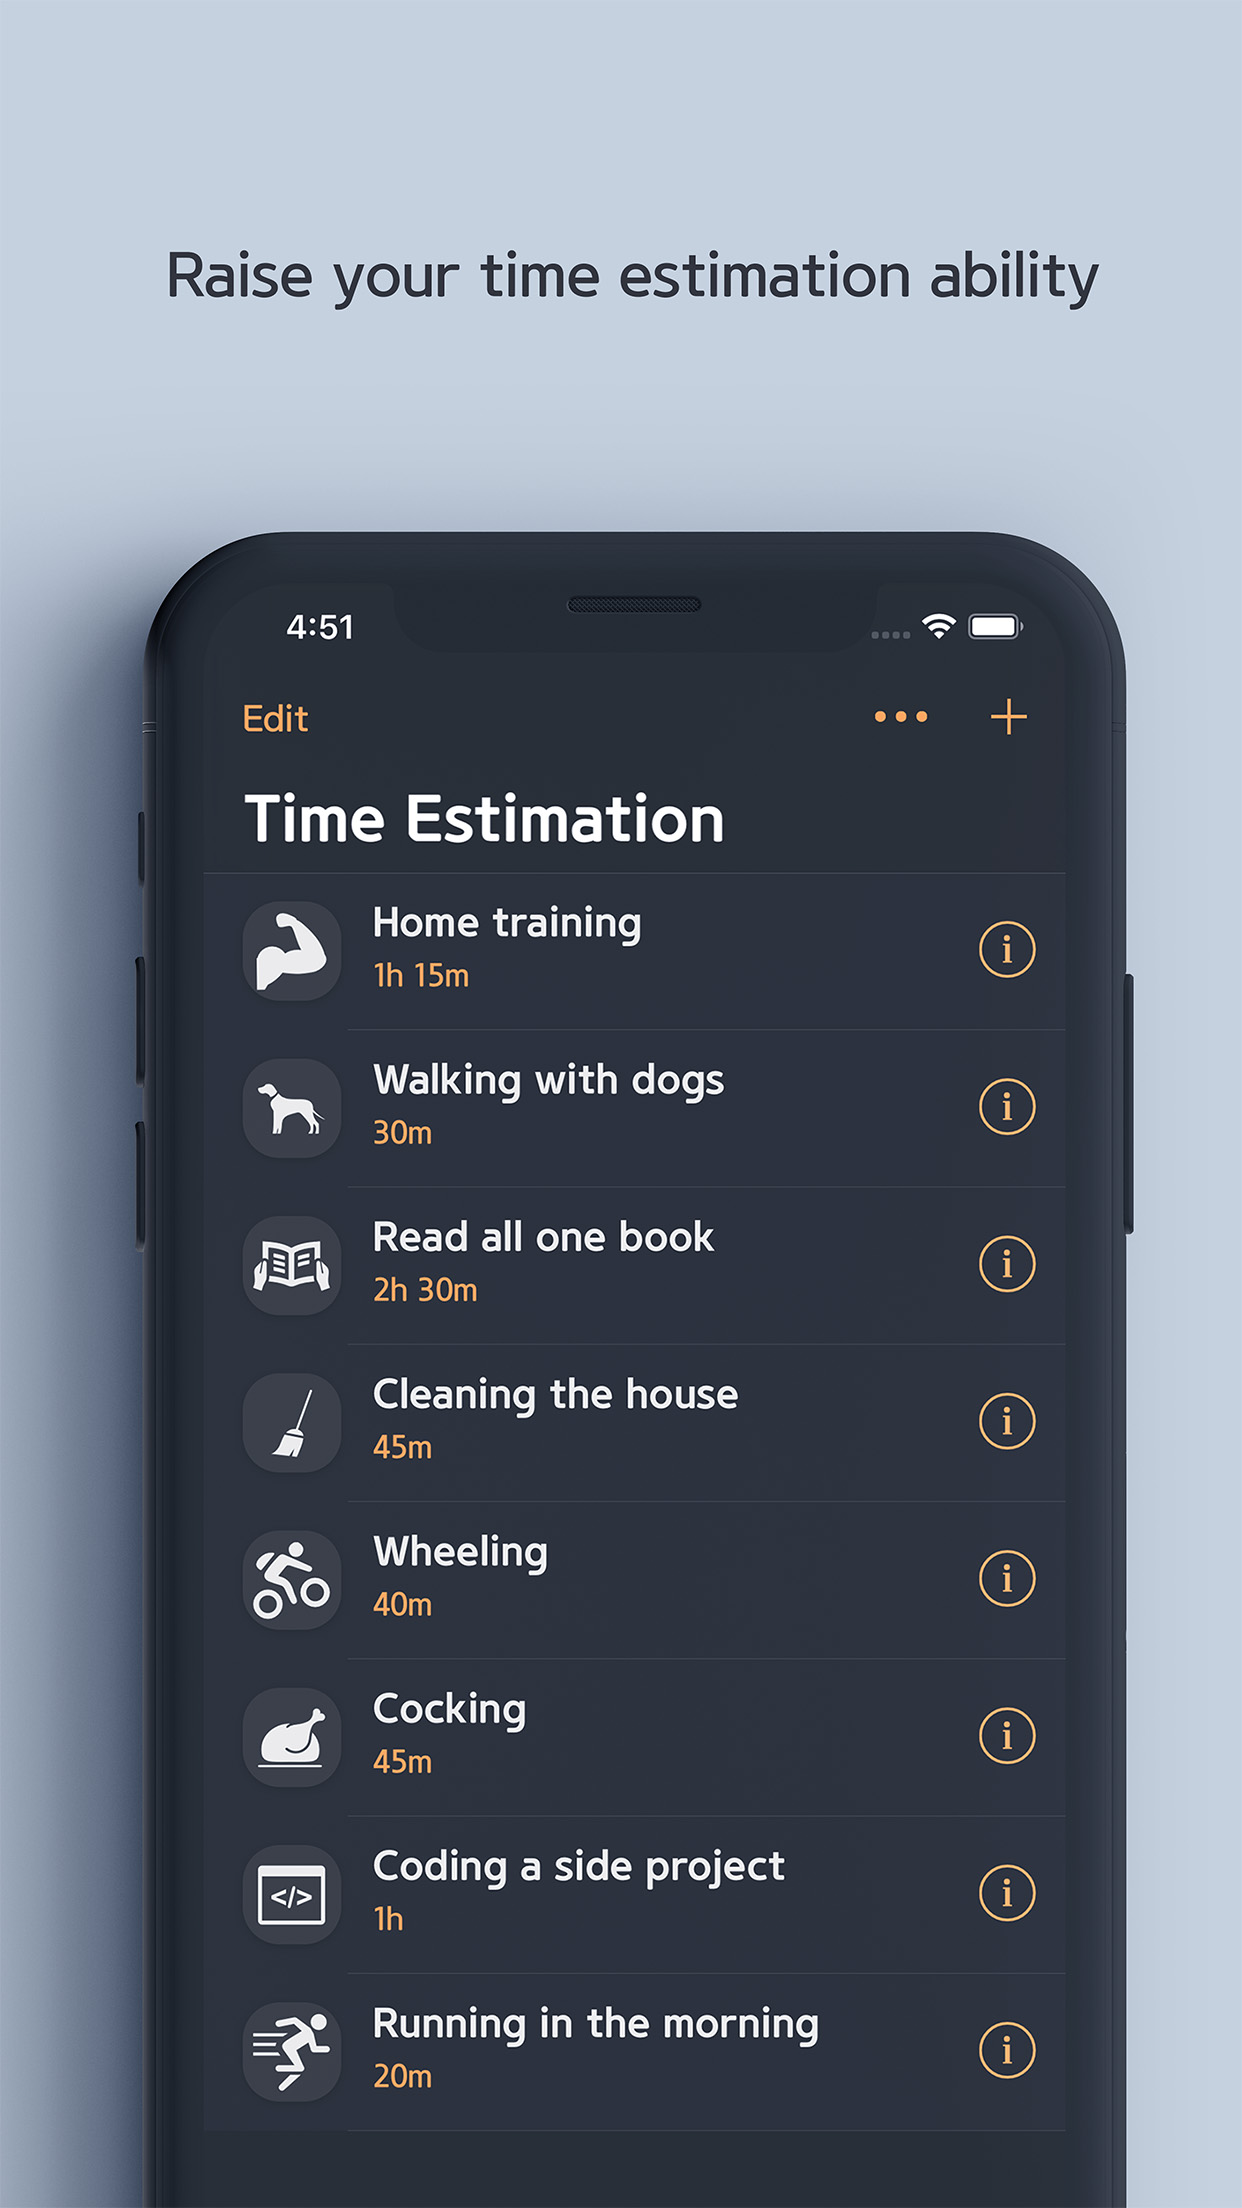 Raise your time estimation ability
4:51
Edit
Time Estimation
Home training
1h 15m
Walking with dogs
30m
Read all one book
2h 30m
Cleaning the house
45m
Wheeling
40m
Cocking
45m
Coding a side project
1h
Running in the morning
20m